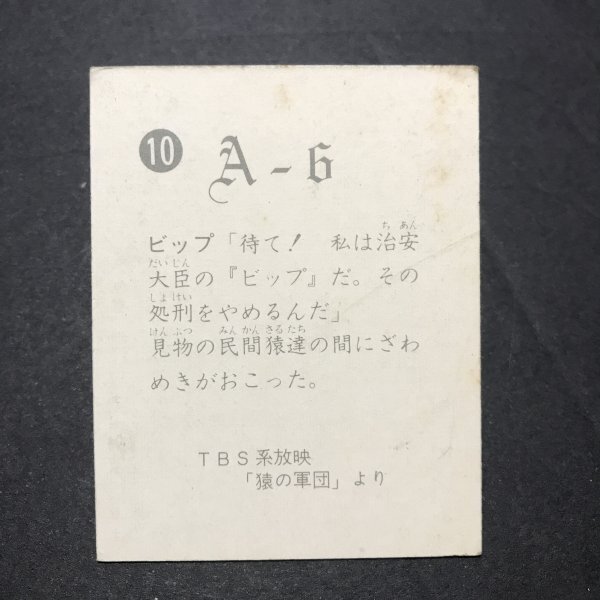 10 A-6
ビップ「待て！ 私は治安
大臣の『ビップ』だ。その
処刑をやめるんだ」
見物の民間猿達の間にざわ
めきがおこった。
TBS系放映
「猿の軍団」より